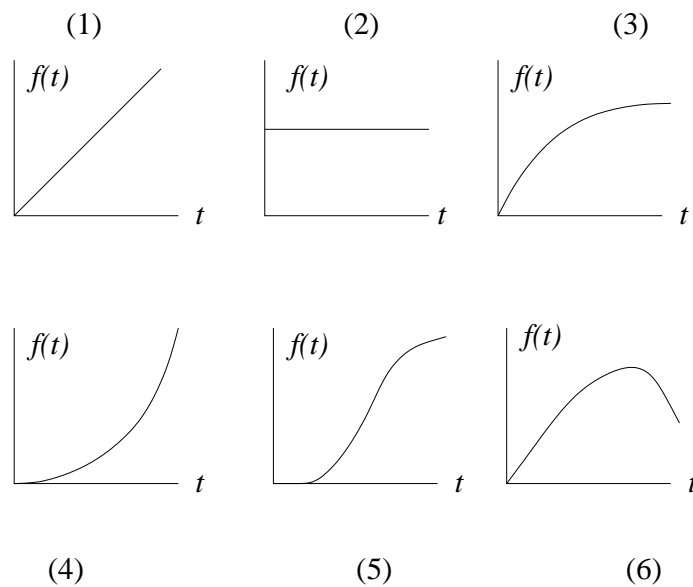 (1) (2) (3)
f(t) f(t) f(t)
t t t
f(t) f(t) f(t)
t t t
(4) (5) (6)